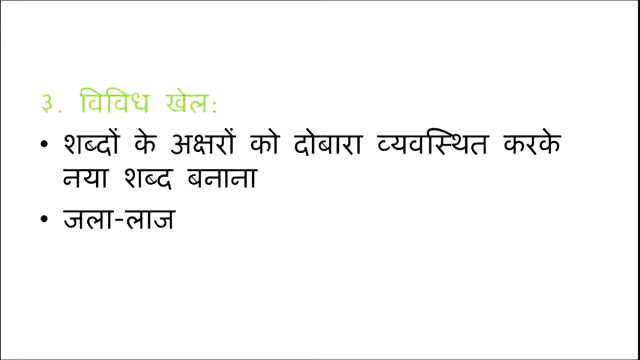 ३. विविध खेल:
• शब्दों के अक्षरों को दोबारा व्यवस्थित करके
नया शब्द बनाना
• जला-लाज